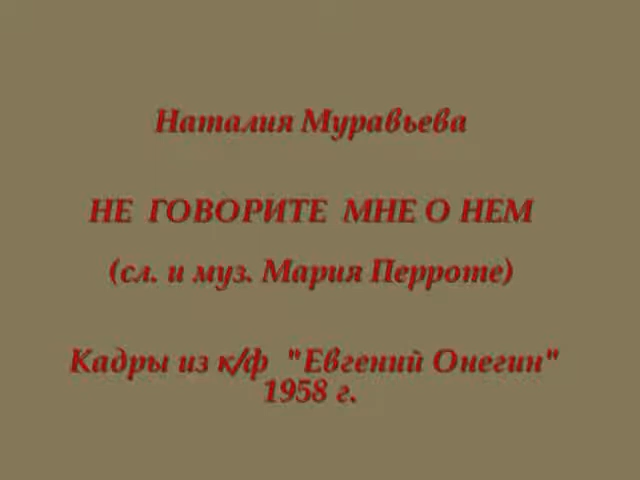 Наталия Муравьева
НЕ ГОВОРИТЕ МНЕ О НЕМ
(сл. и муз. Мария Перроте)
Кадры из к/ф "Евгений Онегин"
1958 г.